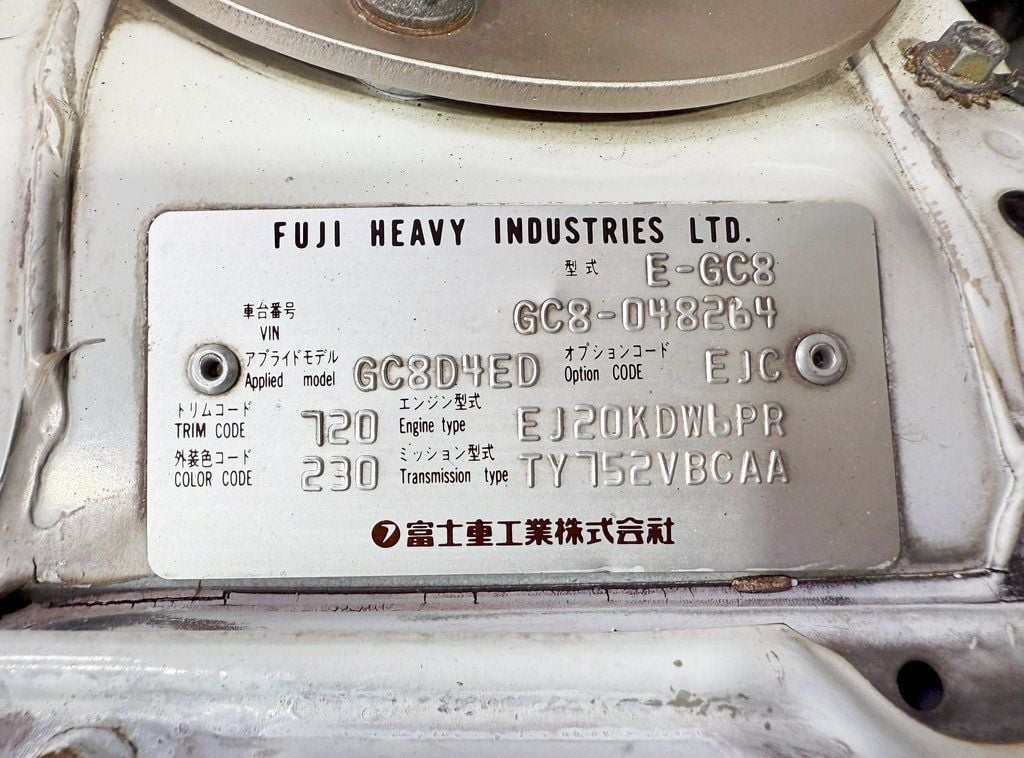 FUJI HEAVY INDUSTRIES LTD.
型式 E-GC8
車台番号 VIN GC8-048264
アプライドモデル Applied model GC8D4ED オプションコード Option CODE EJC
トリムコード TRIM CODE 720 エンジン型式 Engine type EJ20KDW6PR
外装色コード COLOR CODE 230 ミッション型式 Transmission type TY752VBCAA
富士重工業株式会社